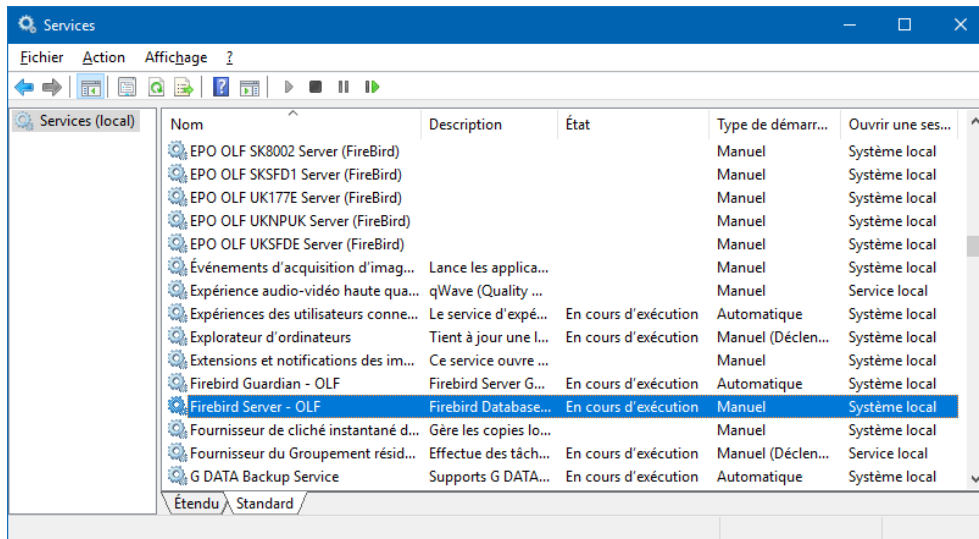 Services
Fichier Action Affichage ?
Services (local)
Nom Description État Type de démarr... Ouvrir une ses...
EPO OLF SK8002 Server (FireBird) Manuel Système local
EPO OLF SKSFD1 Server (FireBird) Manuel Système local
EPO OLF UK177E Server (FireBird) Manuel Système local
EPO OLF UKNPUK Server (FireBird) Manuel Système local
EPO OLF UKSFDE Server (FireBird) Manuel Système local
Événements d'acquisition d'imag... Lance les applica... Manuel Système local
Expérience audio-vidéo haute qua... qWave (Quality ... Manuel Service local
Expériences des utilisateurs conne... Le service d'expé... En cours d'exécution Automatique Système local
Explorateur d'ordinateurs Tient à jour une l... En cours d'exécution Manuel (Déclen... Système local
Extensions et notifications des im... Ce service ouvre ... Manuel Système local
Firebird Guardian - OLF Firebird Server G... En cours d'exécution Automatique Système local
Firebird Server - OLF Firebird Database... En cours d'exécution Manuel Système local
Fournisseur de cliché instantané d... Gère les copies lo... Manuel Système local
Fournisseur du Groupement résid... Effectue des tâch... En cours d'exécution Manuel (Déclen... Service local
G DATA Backup Service Supports G DATA... En cours d'exécution Automatique Système local
Étendu Standard